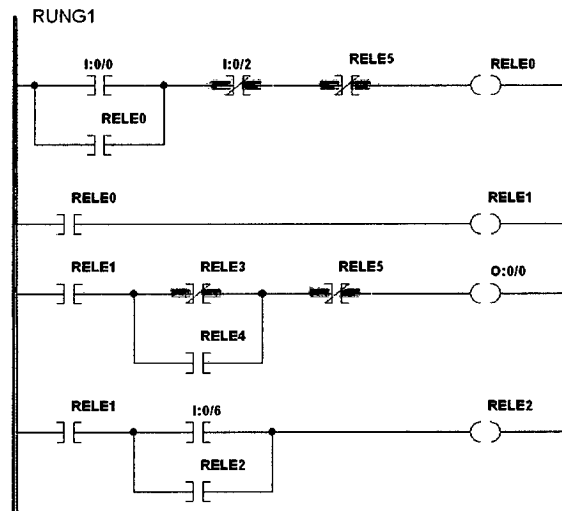 RUNG1
I:0/0 I:0/2 RELE5 RELE0
RELE0
RELE0 RELE1
RELE1 RELE3 RELE5 O:0/0
RELE4
RELE1 I:0/6 RELE2
RELE2